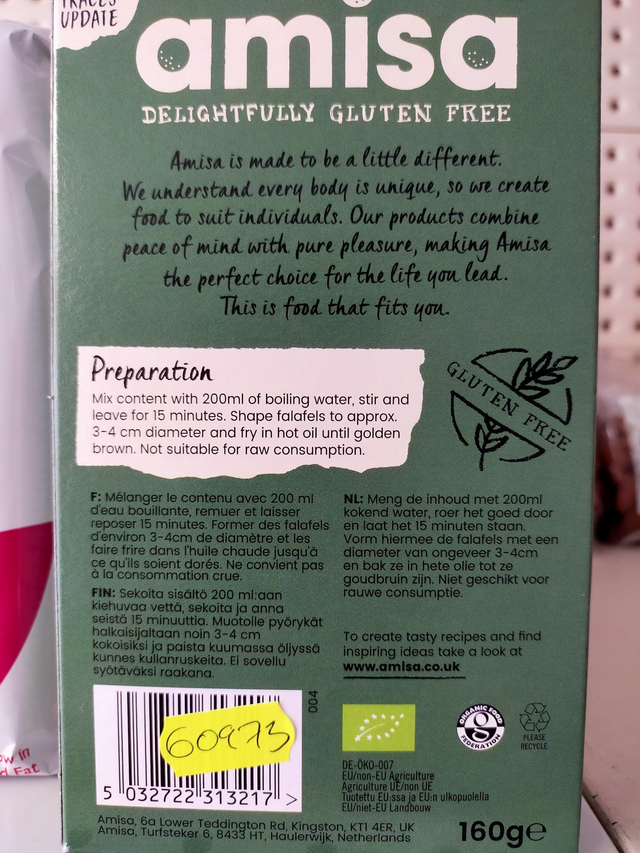 TRACES
UPDATE
amisa
DELIGHTFULLY GLUTEN FREE
Amisa is made to be a little different.
We understand every body is unique, so we create
food to suit individuals. Our products combine
peace of mind with pure pleasure, making Amisa
the perfect choice for the life you lead.
This is food that fits you.
Preparation
Mix content with 200ml of boiling water, stir and
leave for 15 minutes. Shape falafels to approx.
3-4 cm diameter and fry in hot oil until golden
brown. Not suitable for raw consumption.
GLUTEN FREE
F: Mélanger le contenu avec 200 ml
d'eau bouillante, remuer et laisser
reposer 15 minutes. Former des falafels
d'environ 3-4cm de diamètre et les
faire frire dans l'huile chaude jusqu'à
ce qu'ils soient dorés. Ne convient pas
à la consommation crue.
FIN: Sekoita sisältö 200 ml:aan
kiehuvaa vettä, sekoita ja anna
seistä 15 minuuttia. Muotoile pyörykät
halkaisijaltaan noin 3-4 cm
kokoisiksi ja paista kuumassa öljyssä
kunnes kullanruskeita. Ei sovellu
syötäväksi raakana.
NL: Meng de inhoud met 200ml
kokend water, roer het goed door
en laat het 15 minuten staan.
Vorm hiermee de falafels met een
diameter van ongeveer 3-4cm
en bak ze in hete olie tot ze
goudbruin zijn. Niet geschikt voor
rauwe consumptie.
To create tasty recipes and find
inspiring ideas take a look at
www.amisa.co.uk
004
60973
5 032722 313217 >
DE-ÖKO-007
EU/non-EU Agriculture
Agriculture UE/non UE
Tuotettu EU:ssa ja EU:n ulkopuolella
EU/niet-EU Landbouw
ORGANIC FOOD
FEDERATION
PLEASE
RECYCLE
Amisa, 6a Lower Teddington Rd, Kingston, KT1 4ER, UK
Amisa, Turfsteker 6, 8433 HT, Haulerwijk, Netherlands
160g e